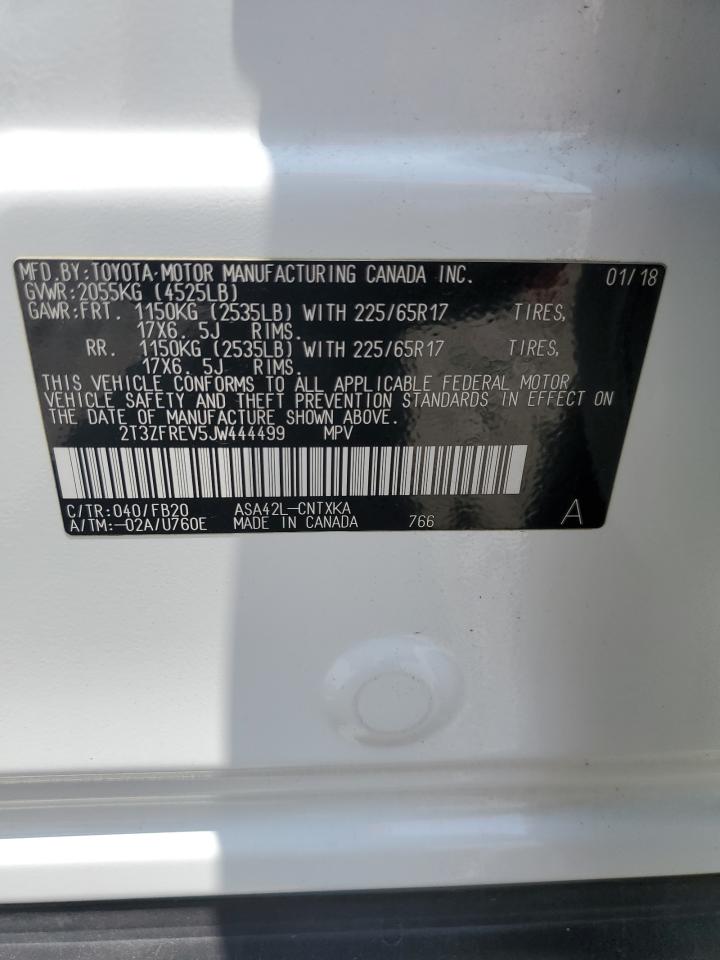 MFD.BY:TOYOTA MOTOR MANUFACTURING CANADA INC. 01/18
GVWR:2055KG (4525LB)
GAWR:FRT. 1150KG (2535LB) WITH 225/65R17 TIRES,
17X6. 5J RIMS.
RR. 1150KG (2535LB) WITH 225/65R17 TIRES,
17X6. 5J RIMS.
THIS VEHICLE CONFORMS TO ALL APPLICABLE FEDERAL MOTOR
VEHICLE SAFETY AND THEFT PREVENTION STANDARDS IN EFFECT ON
THE DATE OF MANUFACTURE SHOWN ABOVE.
2T3ZFREV5JW444499 MPV
C/TR:040/FB20 ASA42L-CNTXKA
A/TM:-02A/U760E MADE IN CANADA 766 A